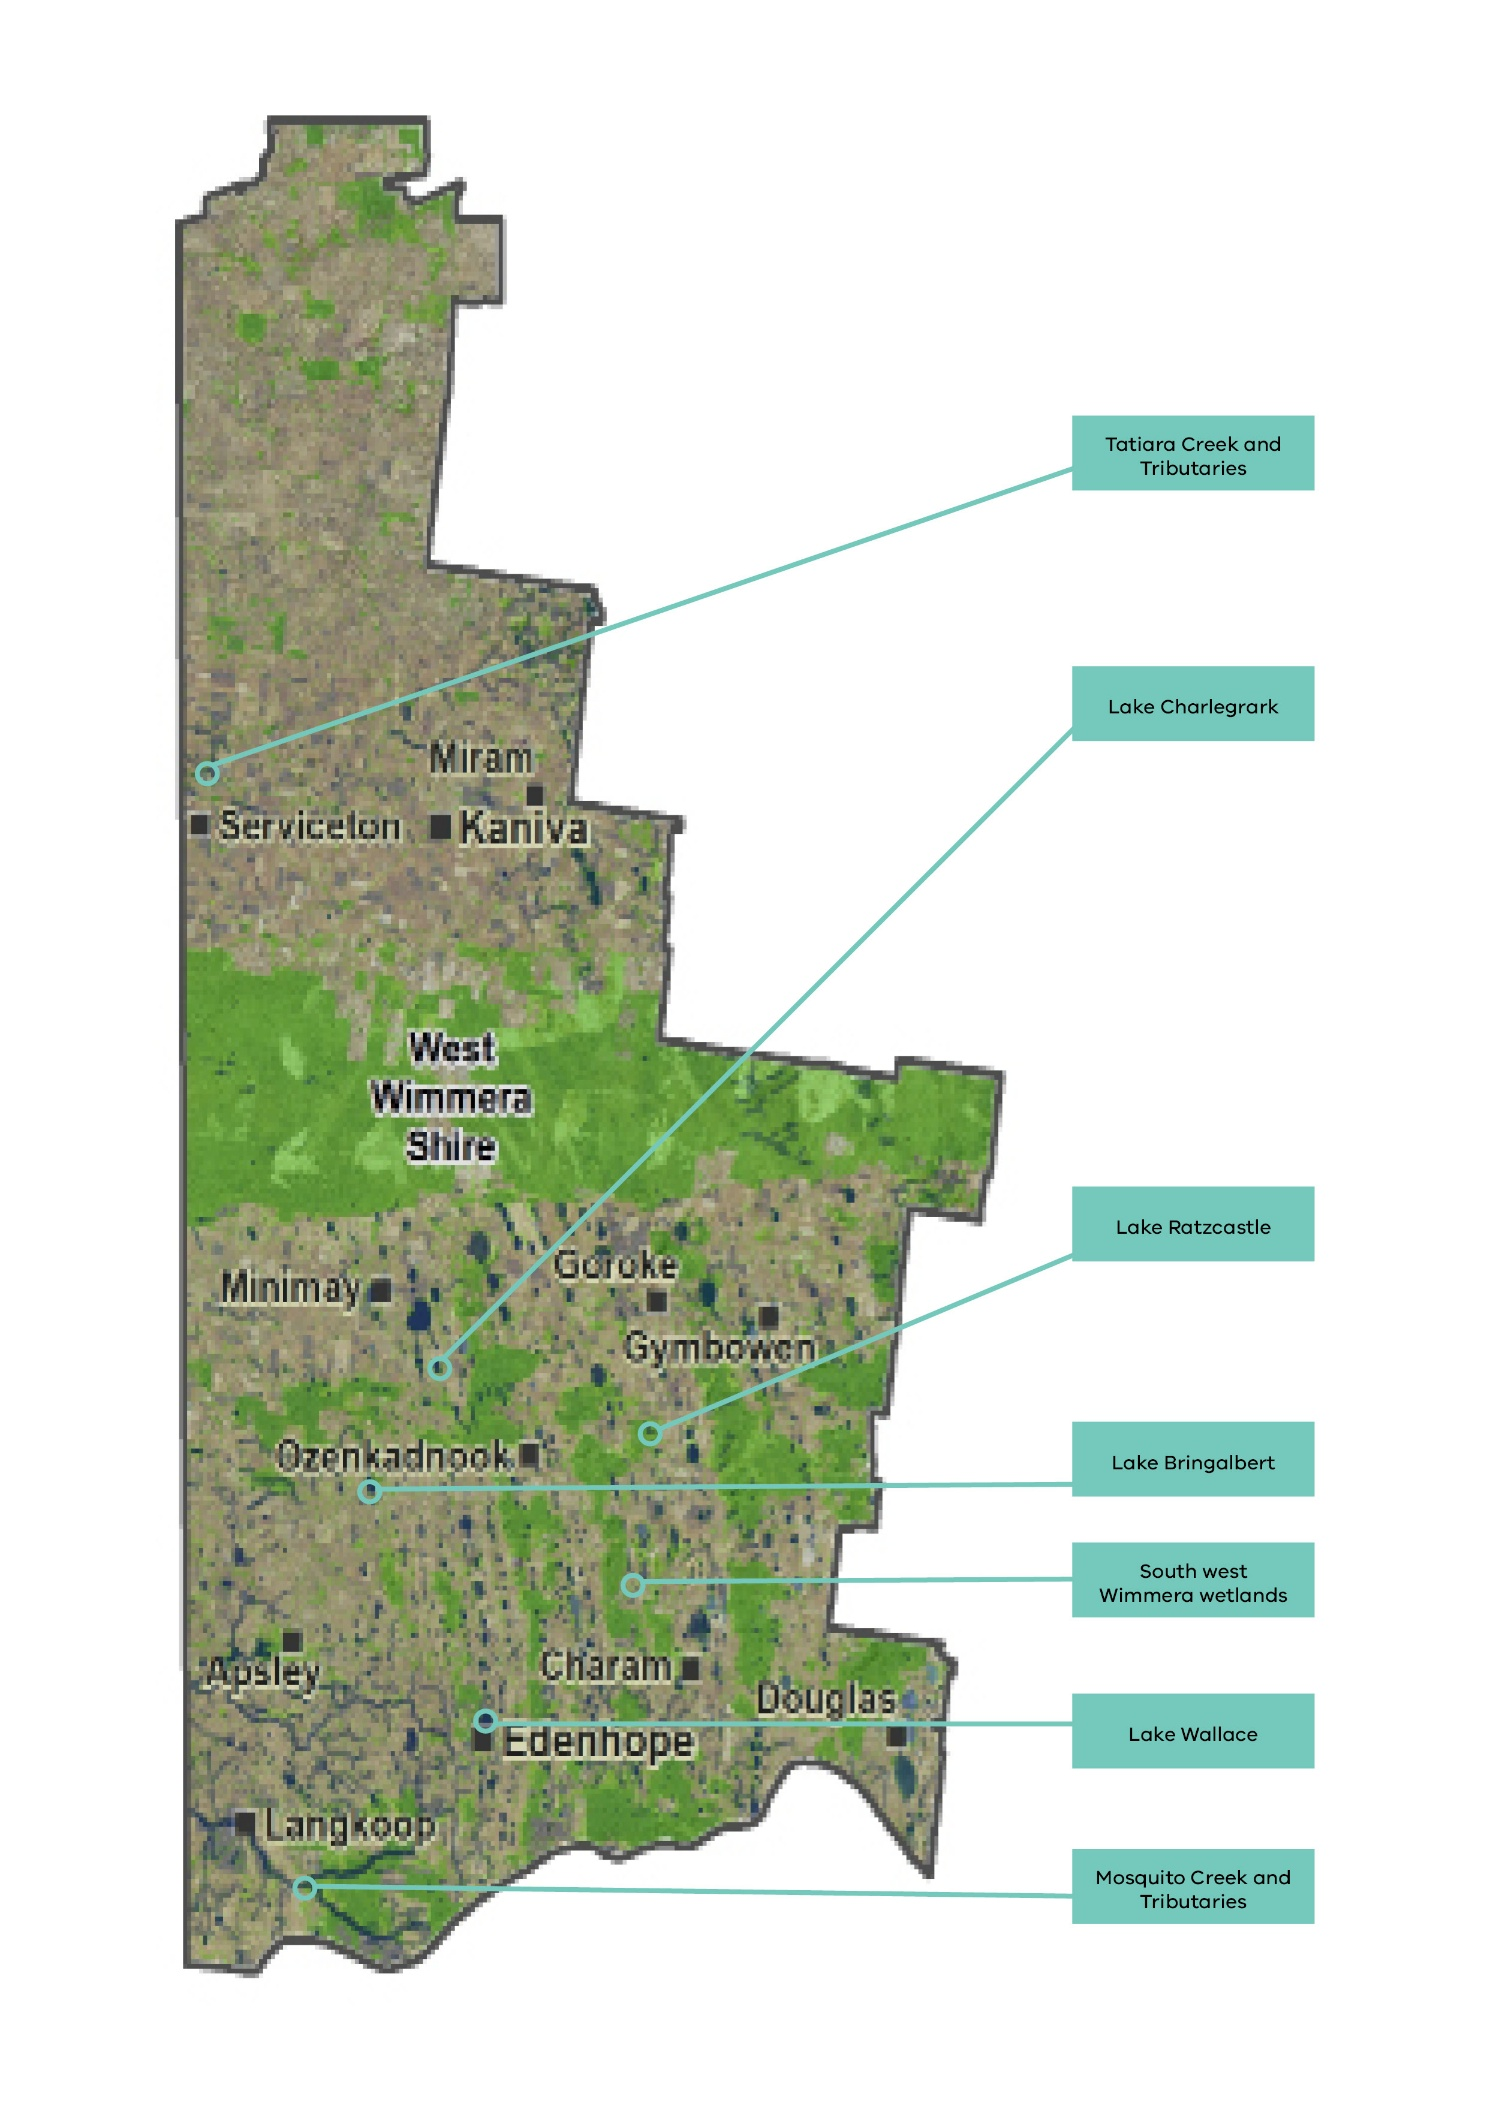 Tatiara Creek and
Tributaries
Lake Charlegrark
Miram
Serviceton
Kaniva
West
Wimmera
Shire
Lake Ratzcastle
Goroke
Minimay
Gymbowen
Ozenkadnook
Lake Bringalbert
South west
Wimmera wetlands
Apsley
Charam
Douglas
Lake Wallace
Edenhope
Langkoop
Mosquito Creek and
Tributaries